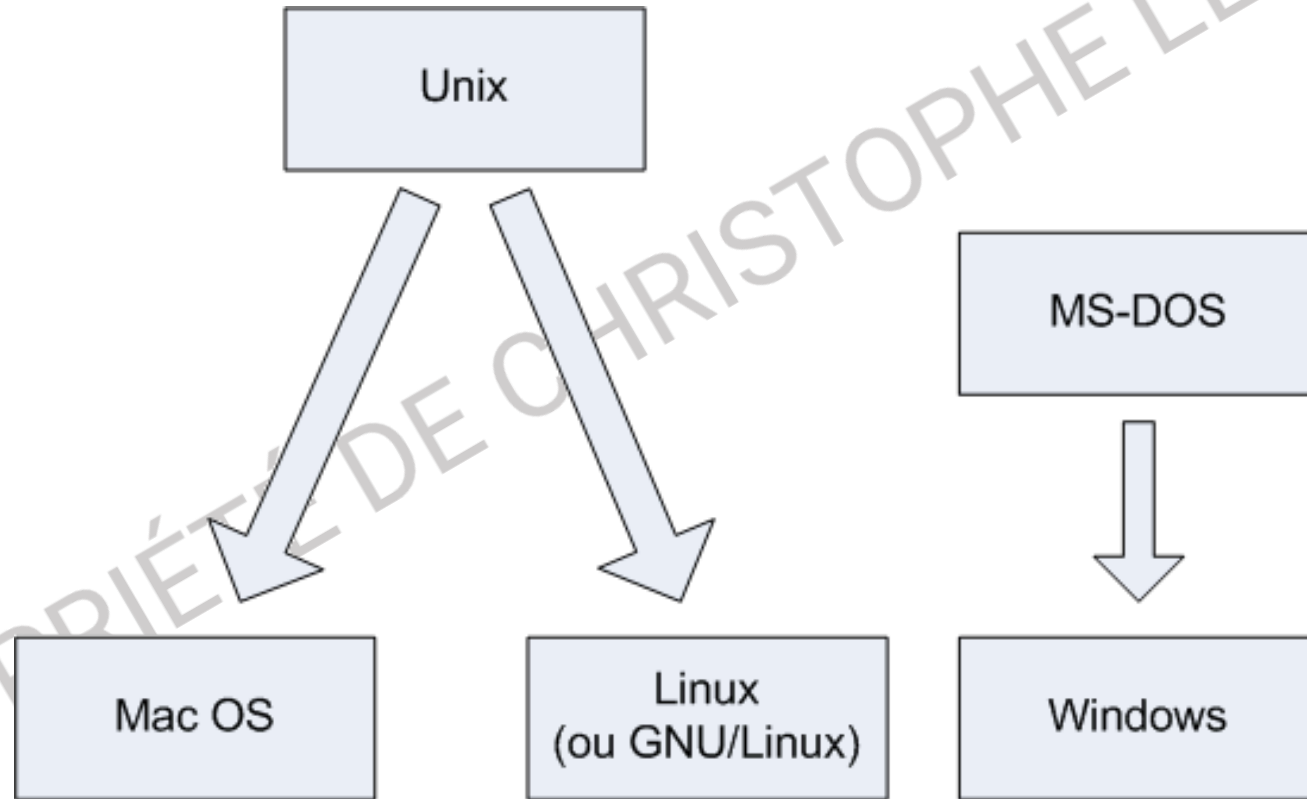 Unix
MS-DOS
Mac OS
Linux
(ou GNU/Linux)
Windows
DE CHRISTOPHE